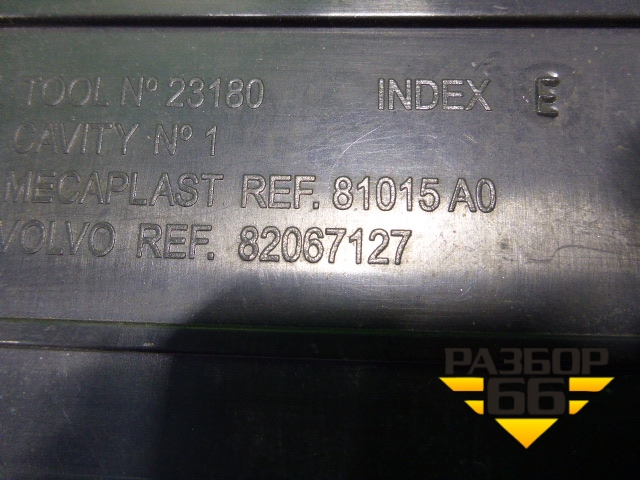 TOOL Nº 23180 INDEX E
CAVITY Nº 1
MECAPLAST REF. 81015 A0
VOLVO REF. 82067127
РАЗБОР
66